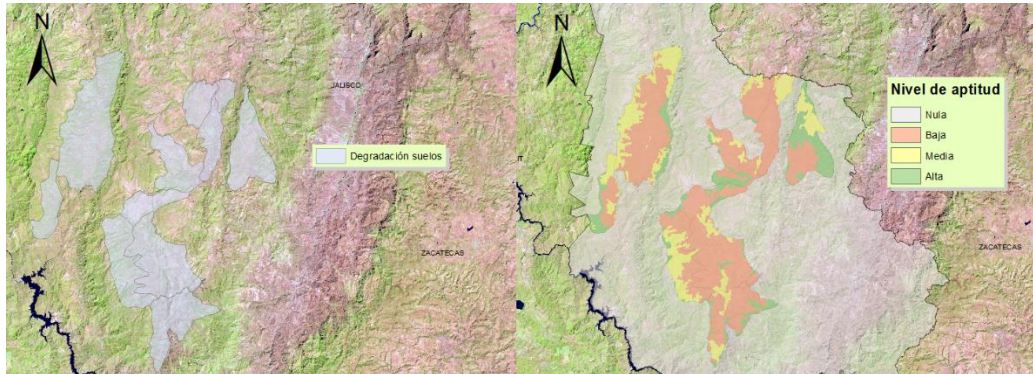 N
JALISCO
Degradación suelos
ZACATECAS
N
Nivel de aptitud
Nula
Baja
Media
Alta
ZACATECAS